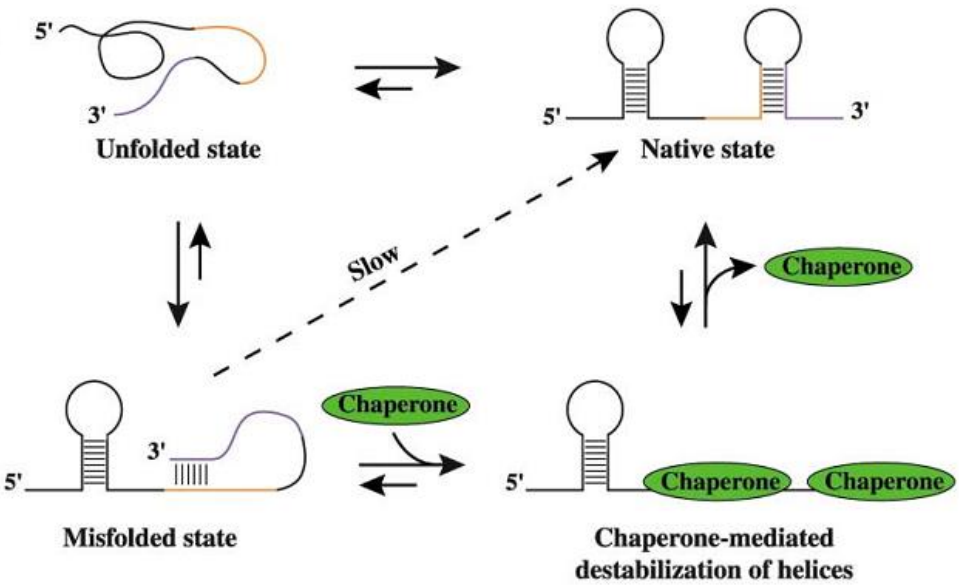 5'
3'
Unfolded state
5'
3'
Native state
Slow
Chaperone
Chaperone
5'
3'
Misfolded state
5'
Chaperone
Chaperone
Chaperone-mediated
destabilization of helices